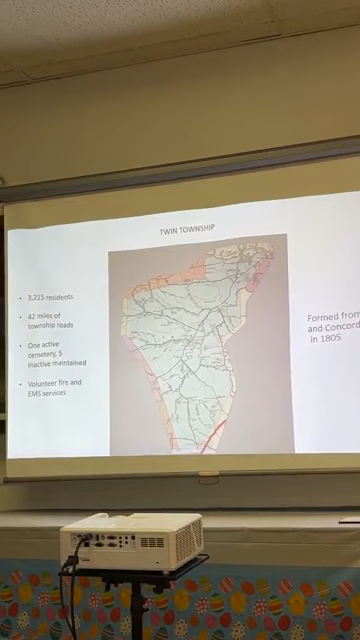 TWIN TOWNSHIP
• 3,215 residents
• 42 miles of
township roads
• One active
cemetery, 5
inactive maintained
• Volunteer fire and
EMS services
Formed from
and Concord
in 1805